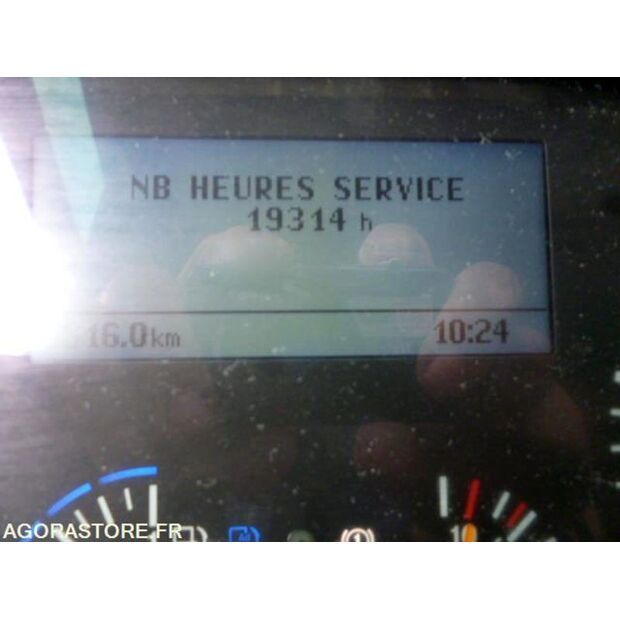 NB HEURES SERVICE
19314 h
16.0km 10:24
AGORASTORE.FR